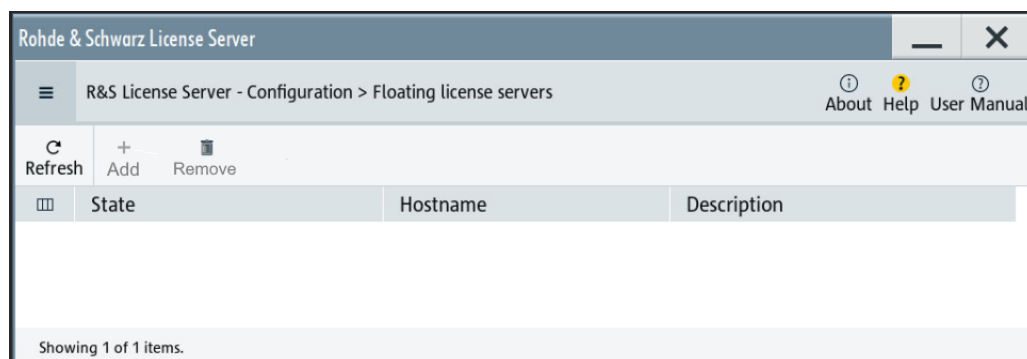 Rohde & Schwarz License Server
R&S License Server - Configuration > Floating license servers
About Help User Manual
Refresh Add Remove
State Hostname Description
Showing 1 of 1 items.